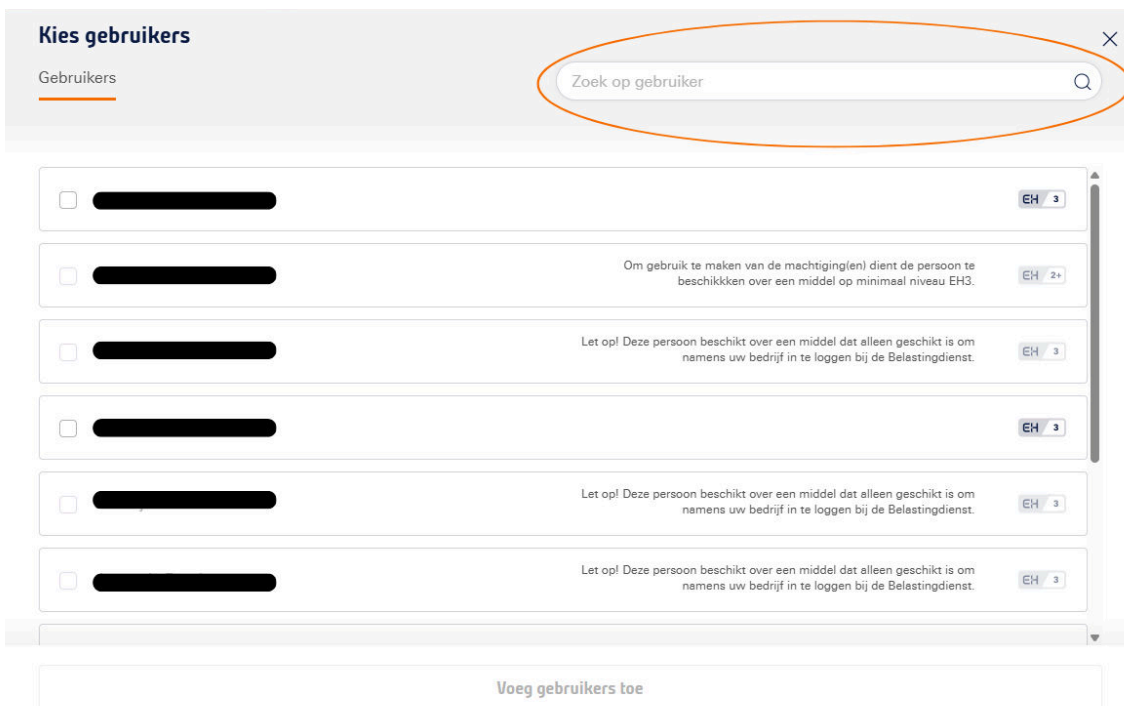 Kies gebruikers
Gebruikers
Zoek op gebruiker
EH 3
Om gebruik te maken van de machtiging(en) dient de persoon te
beschikkken over een middel op minimaal niveau EH3.
EH 2+
Let op! Deze persoon beschikt over een middel dat alleen geschikt is om
namens uw bedrijf in te loggen bij de Belastingdienst.
EH 3
EH 3
Let op! Deze persoon beschikt over een middel dat alleen geschikt is om
namens uw bedrijf in te loggen bij de Belastingdienst.
EH 3
Let op! Deze persoon beschikt over een middel dat alleen geschikt is om
namens uw bedrijf in te loggen bij de Belastingdienst.
EH 3
Voeg gebruikers toe